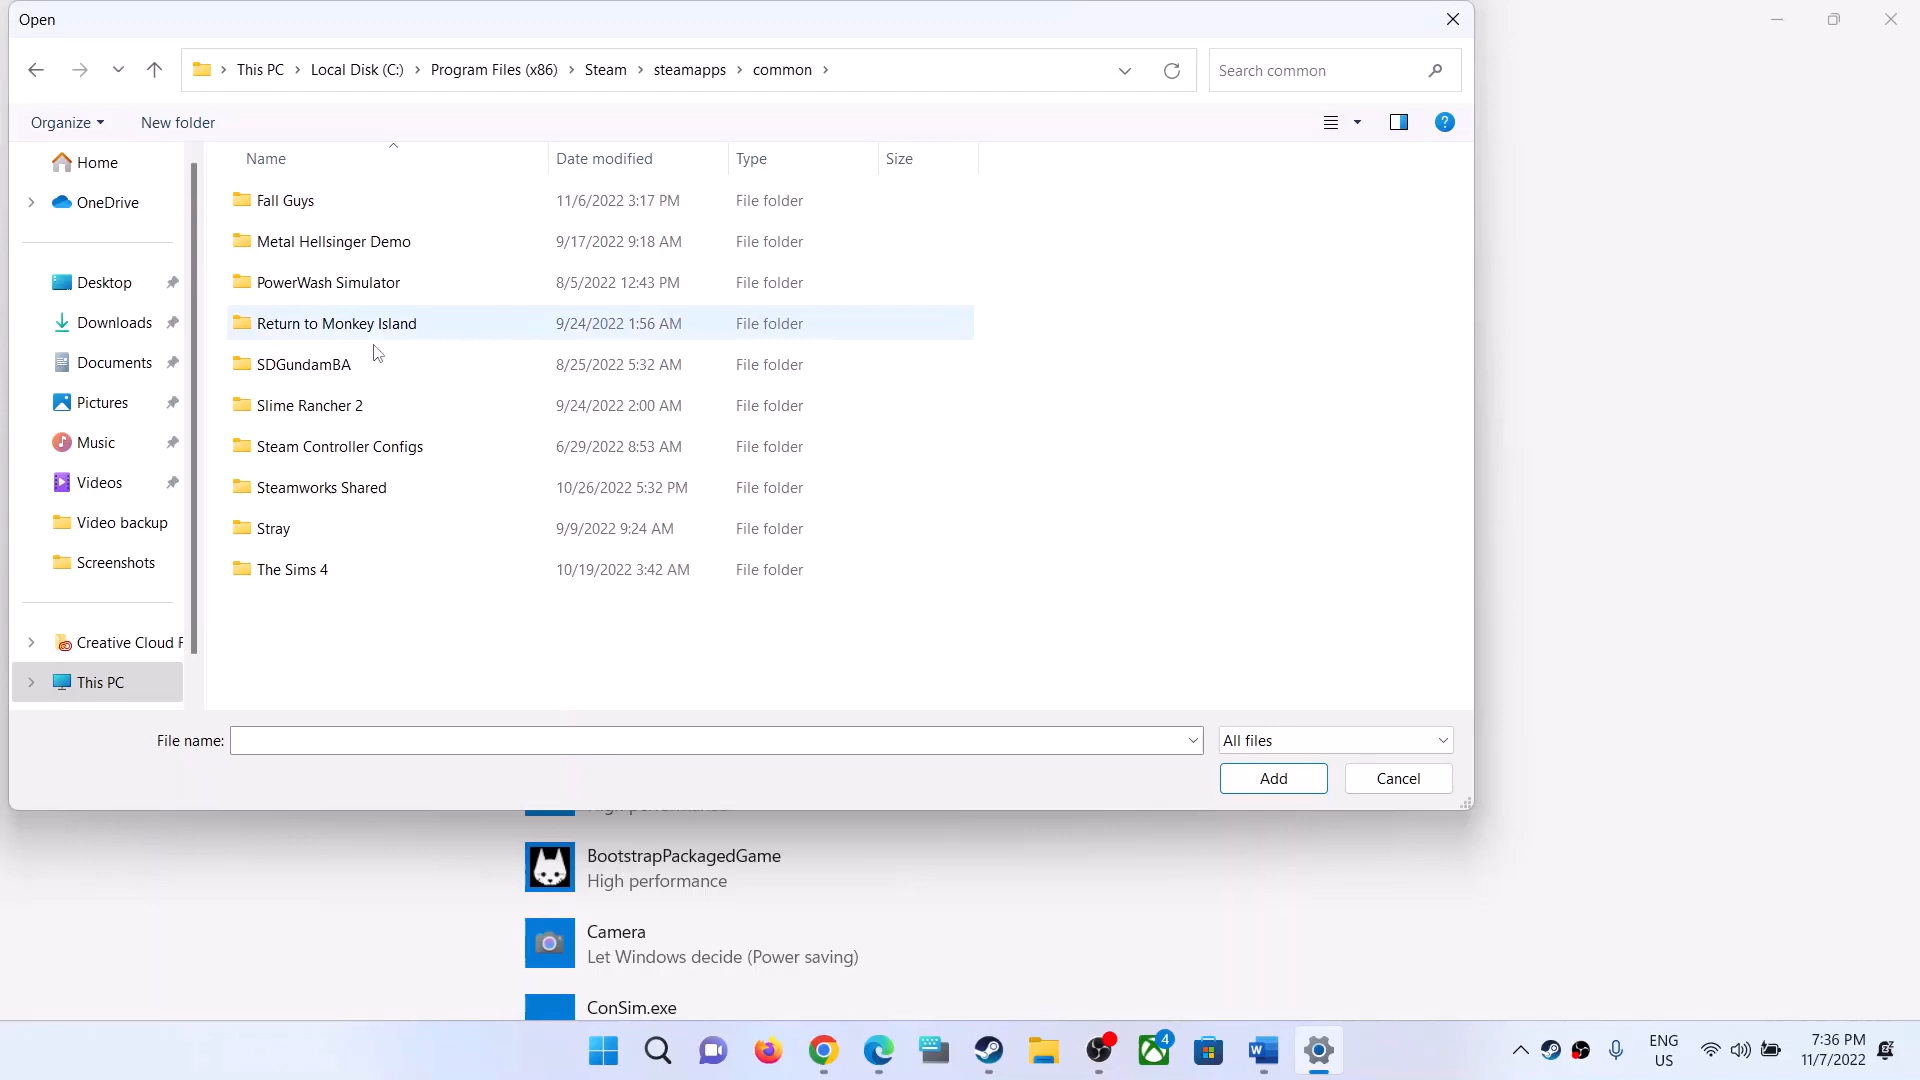 Open
This PC > Local Disk (C:) > Program Files (x86) > Steam > steamapps > common >
Search common
Organize
New folder
?
Home
OneDrive
Desktop
Downloads
Documents
Pictures
Music
Videos
Video backup
Screenshots
Creative Cloud F
This PC
Name Date modified Type Size
Fall Guys 11/6/2022 3:17 PM File folder
Metal Hellsinger Demo 9/17/2022 9:18 AM File folder
PowerWash Simulator 8/5/2022 12:43 PM File folder
Return to Monkey Island 9/24/2022 1:56 AM File folder
SDGundamBA 8/25/2022 5:32 AM File folder
Slime Rancher 2 9/24/2022 2:00 AM File folder
Steam Controller Configs 6/29/2022 8:53 AM File folder
Steamworks Shared 10/26/2022 5:32 PM File folder
Stray 9/9/2022 9:24 AM File folder
The Sims 4 10/19/2022 3:42 AM File folder
File name:
All files
Add
Cancel
BootstrapPackagedGame
High performance
Camera
Let Windows decide (Power saving)
ConSim.exe
4
W
ENG
US
7:36 PM
11/7/2022